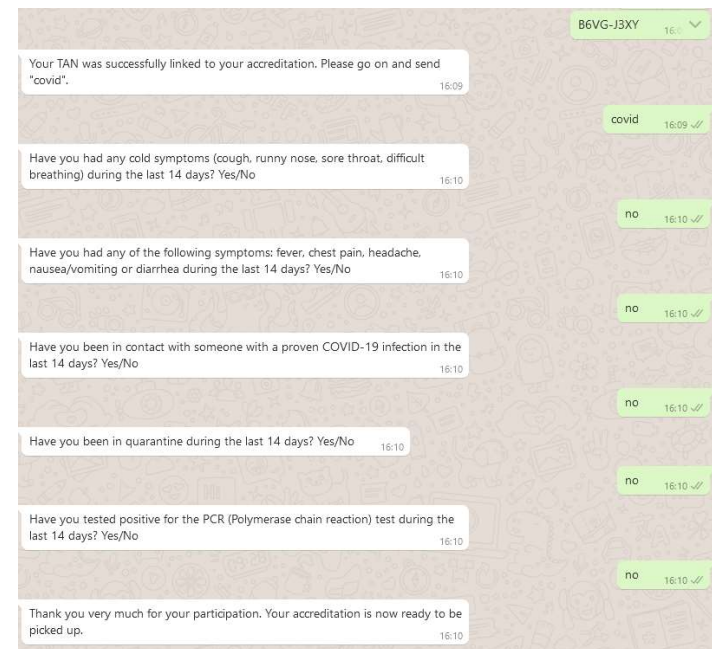 B6VG-J3XY
Your TAN was successfully linked to your accreditation. Please go on and send
"covid".
16:09
covid
16:09
Have you had any cold symptoms (cough, runny nose, sore throat, difficult
breathing) during the last 14 days? Yes/No
16:10
no
16:10
Have you had any of the following symptoms: fever, chest pain, headache,
nausea/vomiting or diarrhea during the last 14 days? Yes/No
16:10
no
16:10
Have you been in contact with someone with a proven COVID-19 infection in the
last 14 days? Yes/No
16:10
no
16:10
Have you been in quarantine during the last 14 days? Yes/No
16:10
no
16:10
Have you tested positive for the PCR (Polymerase chain reaction) test during the
last 14 days? Yes/No
16:10
no
16:10
Thank you very much for your participation. Your accreditation is now ready to be
picked up.
16:10